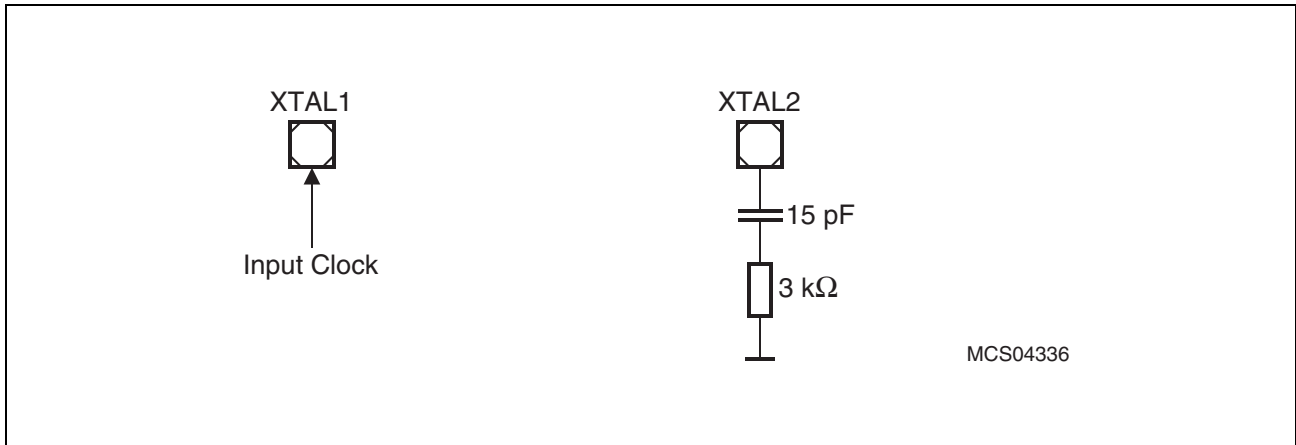 XTAL1
XTAL2
15 pF
Input Clock
3 kΩ
MCS04336